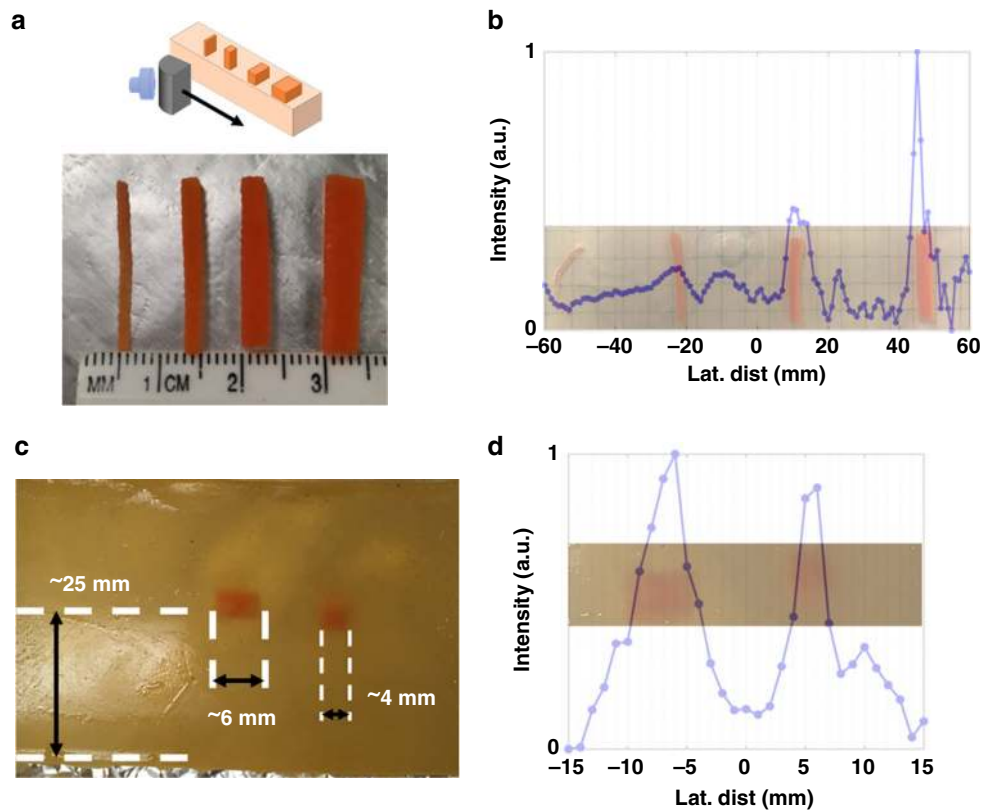 a
MM 1 CM 2 3
b
Intensity (a.u.)
1
0
–60 –40 –20 0 20 40 60
Lat. dist (mm)
c
~25 mm
~6 mm
~4 mm
d
Intensity (a.u.)
1
0
–15 –10 –5 0 5 10 15
Lat. dist (mm)